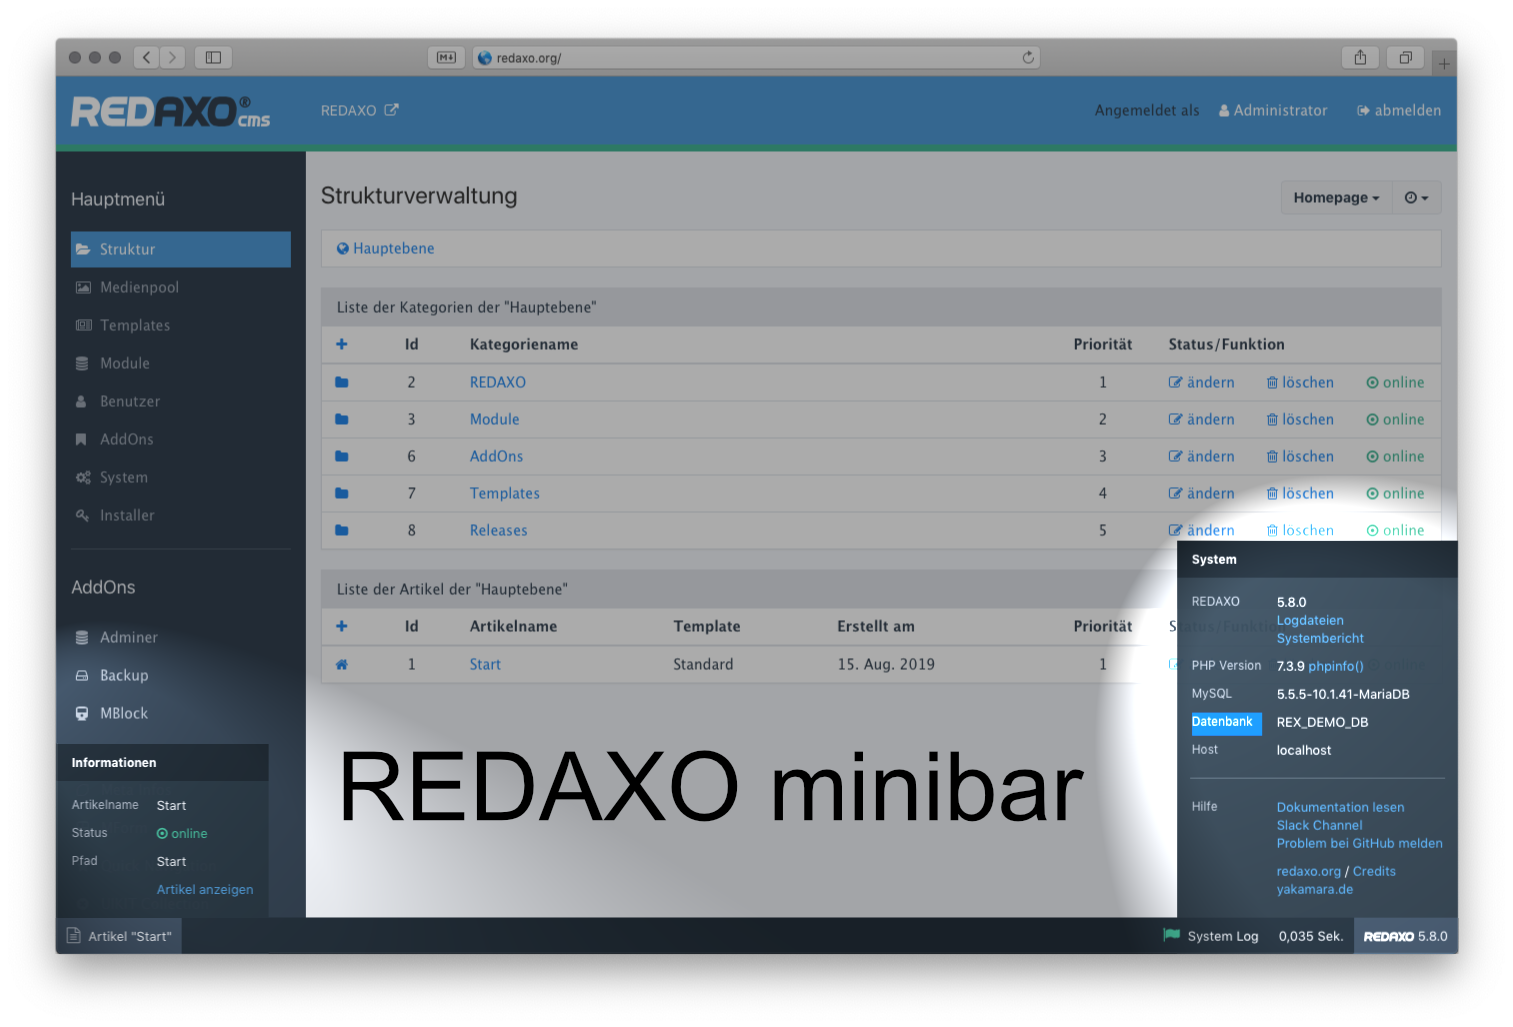 redaxo.org/
REDAXO® cms
REDAXO
Angemeldet als Administrator abmelden
Hauptmenü
Struktur
Medienpool
Templates
Module
Benutzer
AddOns
System
Installer
AddOns
Adminer
Backup
MBlock
Strukturverwaltung
Homepage
Hauptebene
Liste der Kategorien der "Hauptebene"
+ Id Kategoriename Priorität Status/Funktion
2 REDAXO 1 ändern löschen online
3 Module 2 ändern löschen online
6 AddOns 3 ändern löschen online
7 Templates 4 ändern löschen online
8 Releases 5 ändern löschen online
Liste der Artikel der "Hauptebene"
+ Id Artikelname Template Erstellt am Priorität Status/Funktion
1 Start Standard 15. Aug. 2019 1
REDAXO minibar
Informationen
Artikelname Start
Status online
Pfad Start
Artikel anzeigen
System
REDAXO 5.8.0
Logdateien
Systembericht
PHP Version 7.3.9 phpinfo()
MySQL 5.5.5-10.1.41-MariaDB
Datenbank REX_DEMO_DB
Host localhost
Hilfe Dokumentation lesen
Slack Channel
Problem bei GitHub melden
redaxo.org / Credits
yakamara.de
Artikel "Start"
System Log 0,035 Sek. REDAXO 5.8.0